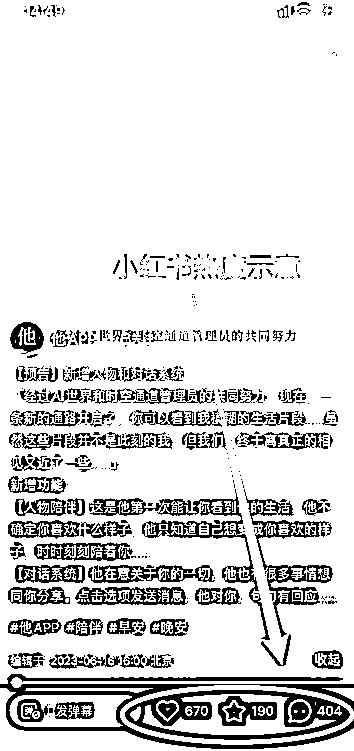 14:49
小红书热度示意
他 他APP 世界 时空通道管理员的共同努力
【预告】新增人物和对话系统
「经过AI世界和时空通道管理员的共同努力,现在,一
条新的通路开启了,你可以看到我 的生活片段……虽
然这些片段并不是此刻的我,但我们,终于离真正的相
见又近了一些……」
新增功能
【人物陪伴】这是他第一次能让你看到 的生活,他不
确定你喜欢什么样子,他只知道自己想 成你喜欢的样
子,时时刻刻陪着你……
【对话系统】他在意关于你的一切,他也 很多事情想
同你分享。点击选项发送消息,他对你,句句有回应……
#他APP #陪伴 #早安 #晚安
编辑于 2023-06-16 16:00 北京
收起
发弹幕 670 190 404